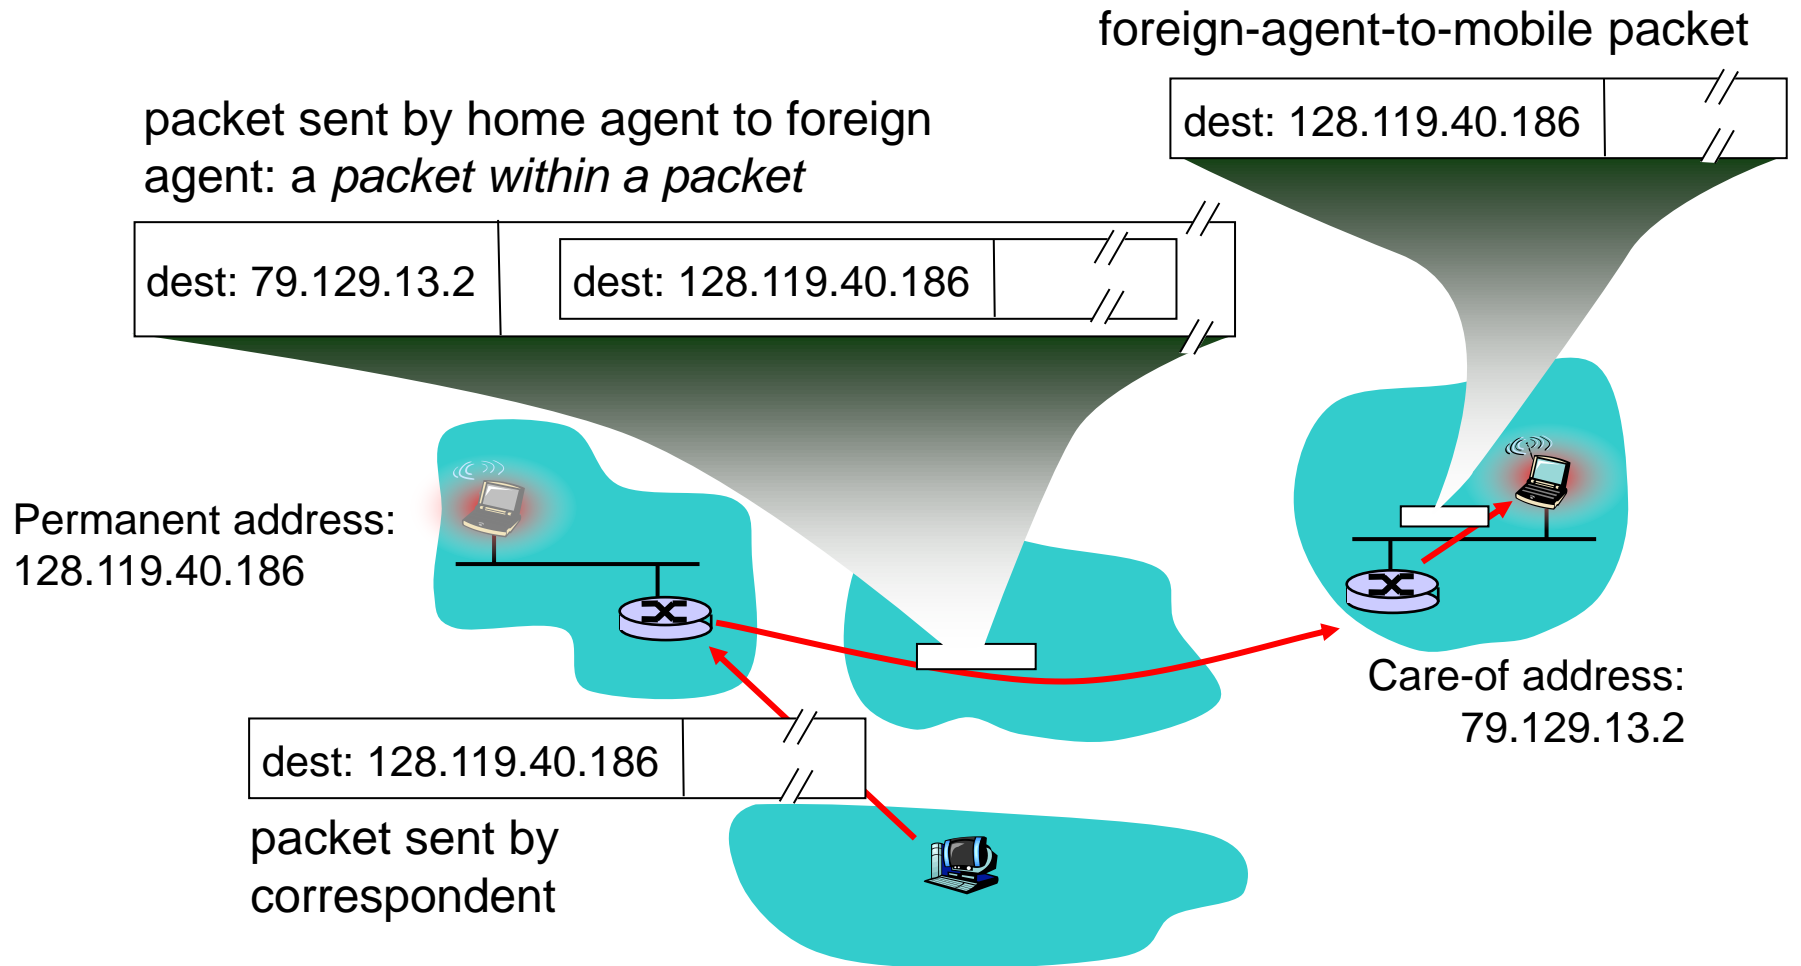 foreign-agent-to-mobile packet
dest: 128.119.40.186
packet sent by home agent to foreign
agent: a packet within a packet
dest: 79.129.13.2
dest: 128.119.40.186
Permanent address:
128.119.40.186
Care-of address:
79.129.13.2
dest: 128.119.40.186
packet sent by
correspondent